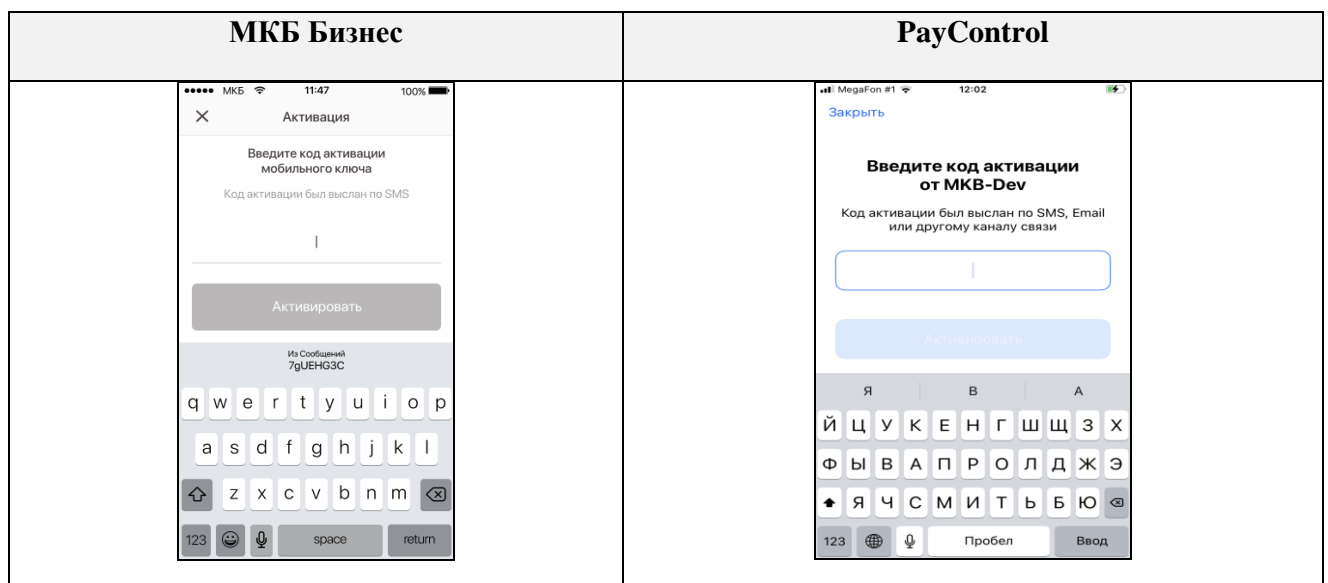 МКБ Бизнес
PayControl
МКБ 11:47 100%
Активация
Введите код активации
мобильного ключа
Код активации был выслан по SMS
Активировать
Из Сообщений
7gUEHG3C
q w e r t y u i o p
a s d f g h j k l
z x c v b n m
123 space return
MegaFon #1 12:02
Закрыть
Введите код активации
от MKB-Dev
Код активации был выслан по SMS, Email
или другому каналу связи
Активировать
Я В А
Й Ц У К Е Н Г Ш Щ З Х
Ф Ы В А П Р О Л Д Ж Э
Я Ч С М И Т Ь Б Ю
123 Пробел Ввод